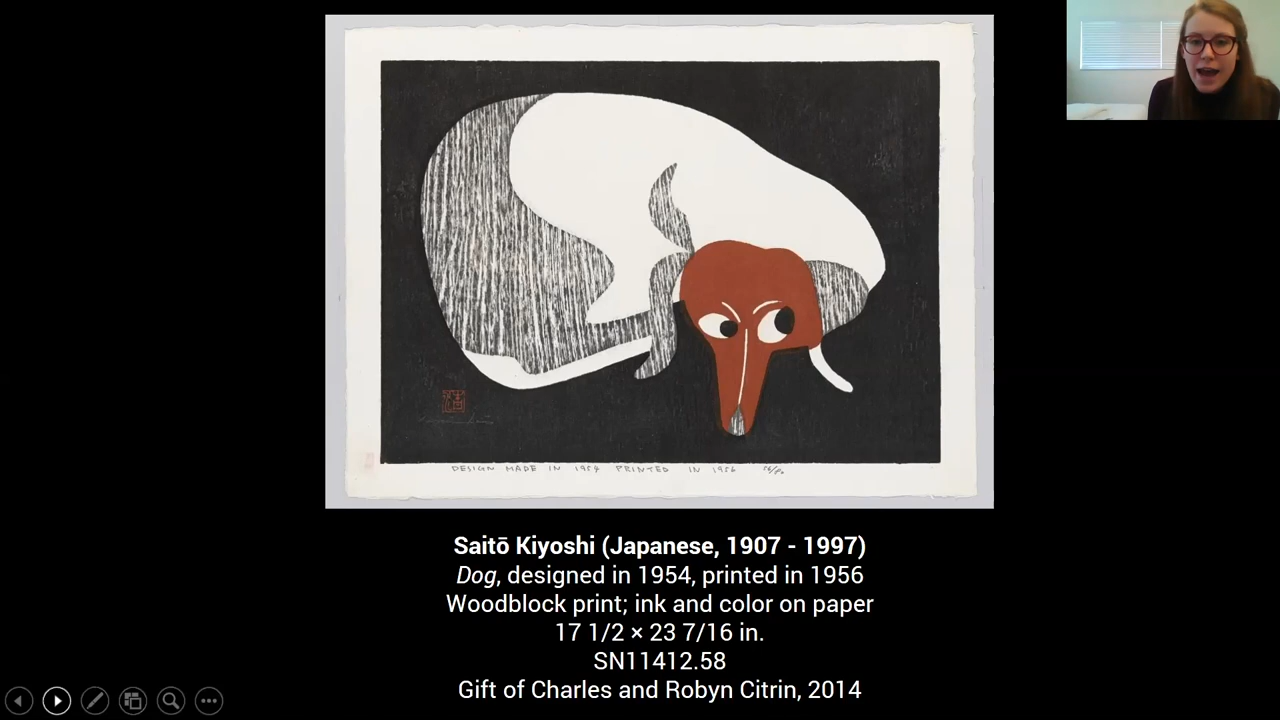 DESIGN MADE IN 1954 PRINTED IN 1956
Saitō Kiyoshi (Japanese, 1907 - 1997)
Dog, designed in 1954, printed in 1956
Woodblock print; ink and color on paper
17 1/2 × 23 7/16 in.
SN11412.58
Gift of Charles and Robyn Citrin, 2014